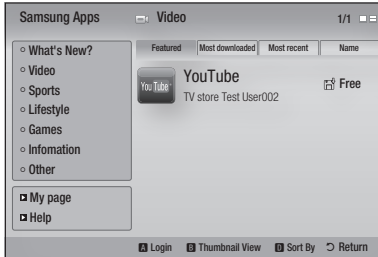 Samsung Apps
Video
1/1
What's New?
Video
Sports
Lifestyle
Games
Infomation
Other
My page
Help
Featured
Most downloaded
Most recent
Name
You Tube
YouTube
TV store Test User002
Free
A Login
B Thumbnail View
D Sort By
Return